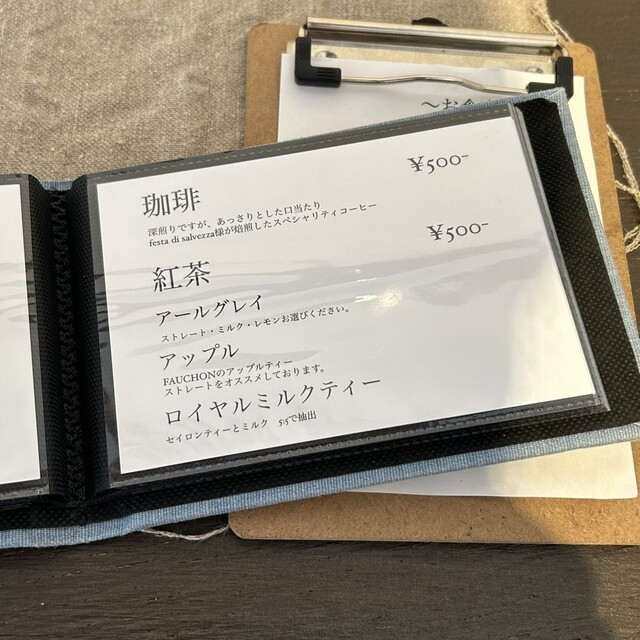 〜お
珈琲 ¥500-
深煎りですが、あっさりとした口当たり
festa di salvezza様が焙煎したスペシャリティコーヒー
紅茶 ¥500-
アールグレイ
ストレート・ミルク・レモンお選びください。
アップル
FAUCHONのアップルティー
ストレートをオススメしております。
ロイヤルミルクティー
セイロンティーとミルク 5:5で抽出